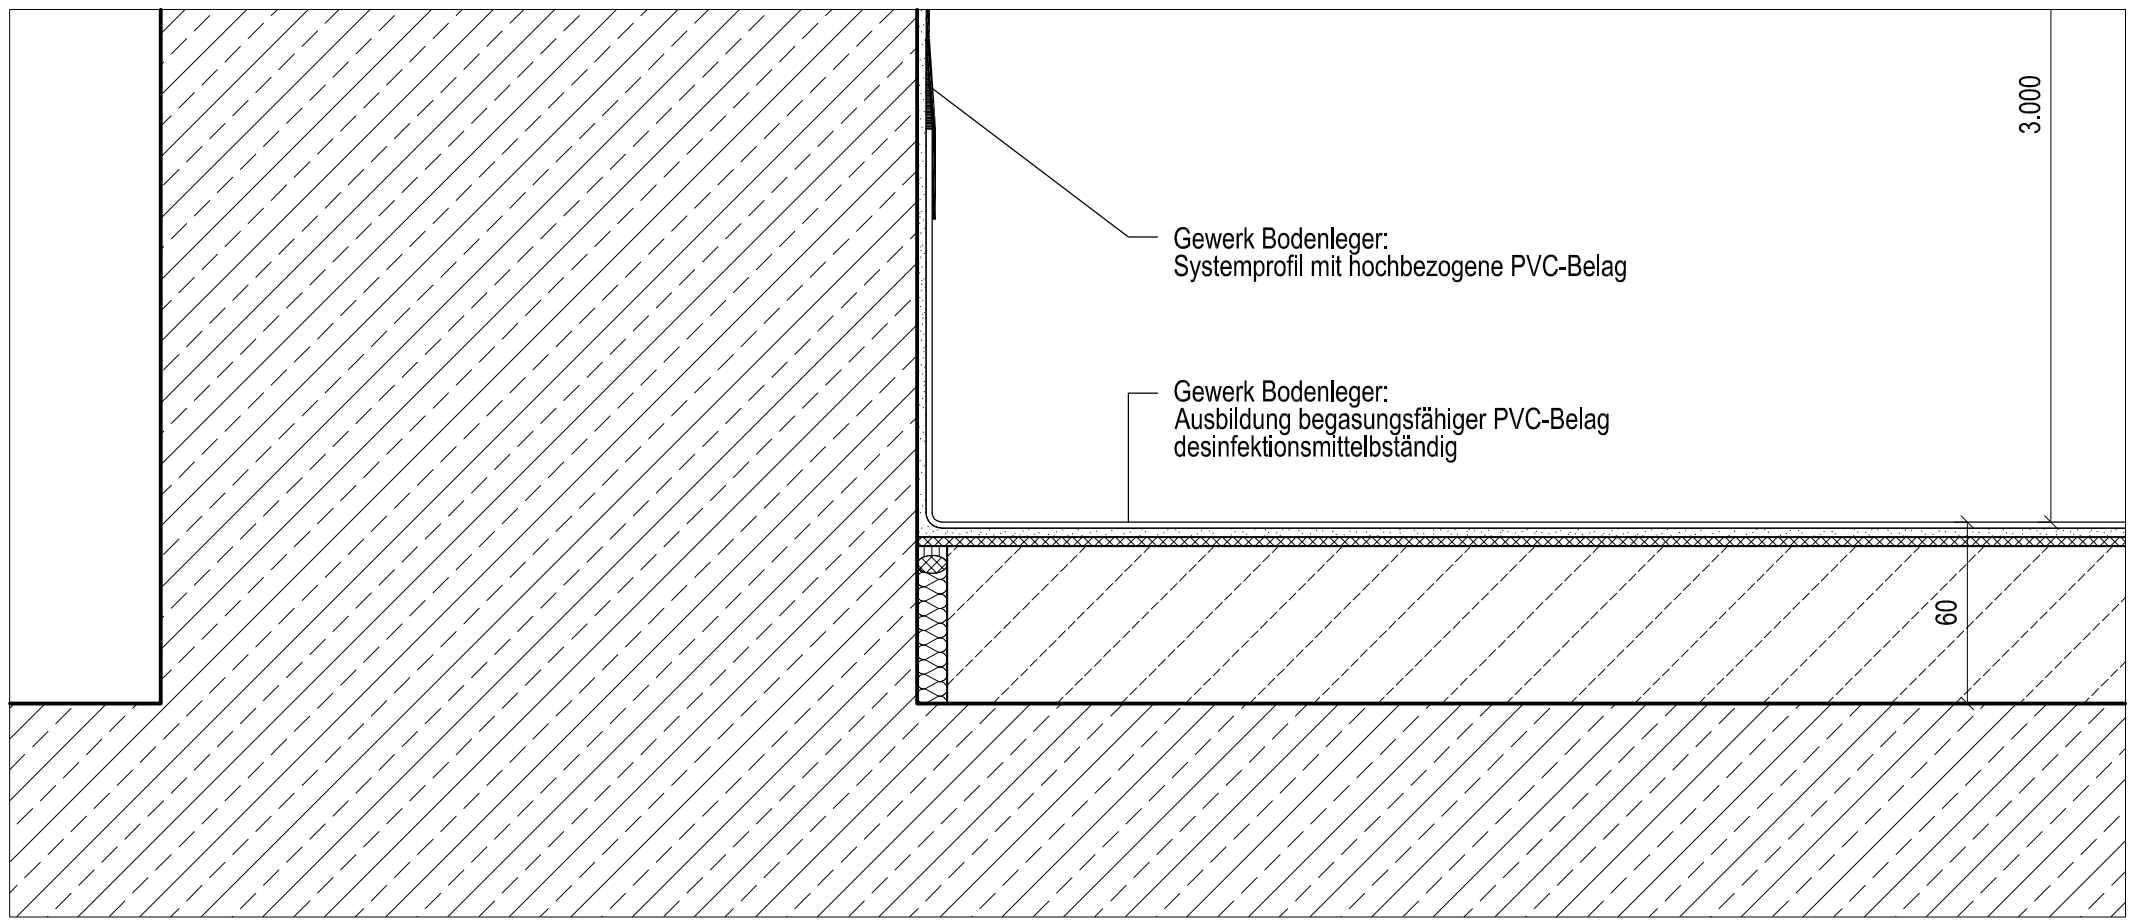 3.000
Gewerk Bodenleger:
Systemprofil mit hochbezogene PVC-Belag
Gewerk Bodenleger:
Ausbildung begasungsfähiger PVC-Belag
desinfektionsmittelbständig
60